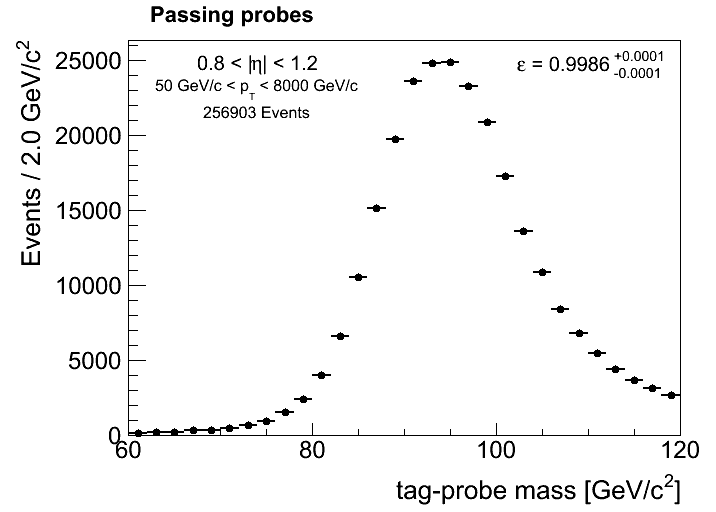 Passing probes
0.8 < |η| < 1.2
50 GeV/c < p_T < 8000 GeV/c
256903 Events
ε = 0.9986 +0.0001 -0.0001
Events / 2.0 GeV/c²
25000
20000
15000
10000
5000
0
60 80 100 120
tag-probe mass [GeV/c²]